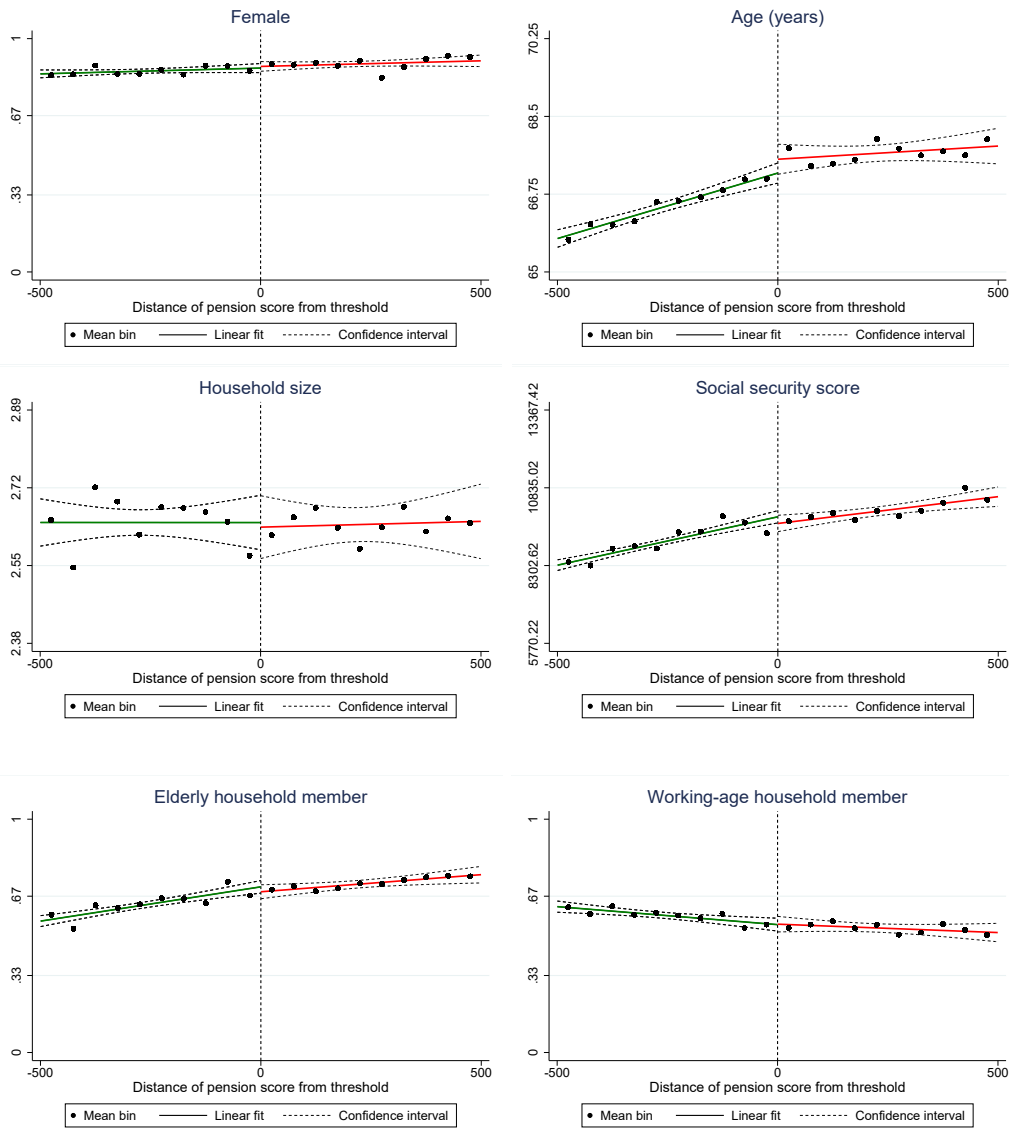 Female
1
.67
.33
0
-500 0 500
Distance of pension score from threshold
Mean bin Linear fit Confidence interval
Age (years)
70.25
68.5
66.75
65
-500 0 500
Distance of pension score from threshold
Mean bin Linear fit Confidence interval
Household size
2.89
2.72
2.55
2.38
-500 0 500
Distance of pension score from threshold
Mean bin Linear fit Confidence interval
Social security score
13367.42
10835.02
8302.62
5770.22
-500 0 500
Distance of pension score from threshold
Mean bin Linear fit Confidence interval
Elderly household member
1
.67
.33
0
-500 0 500
Distance of pension score from threshold
Mean bin Linear fit Confidence interval
Working-age household member
1
.67
.33
0
-500 0 500
Distance of pension score from threshold
Mean bin Linear fit Confidence interval